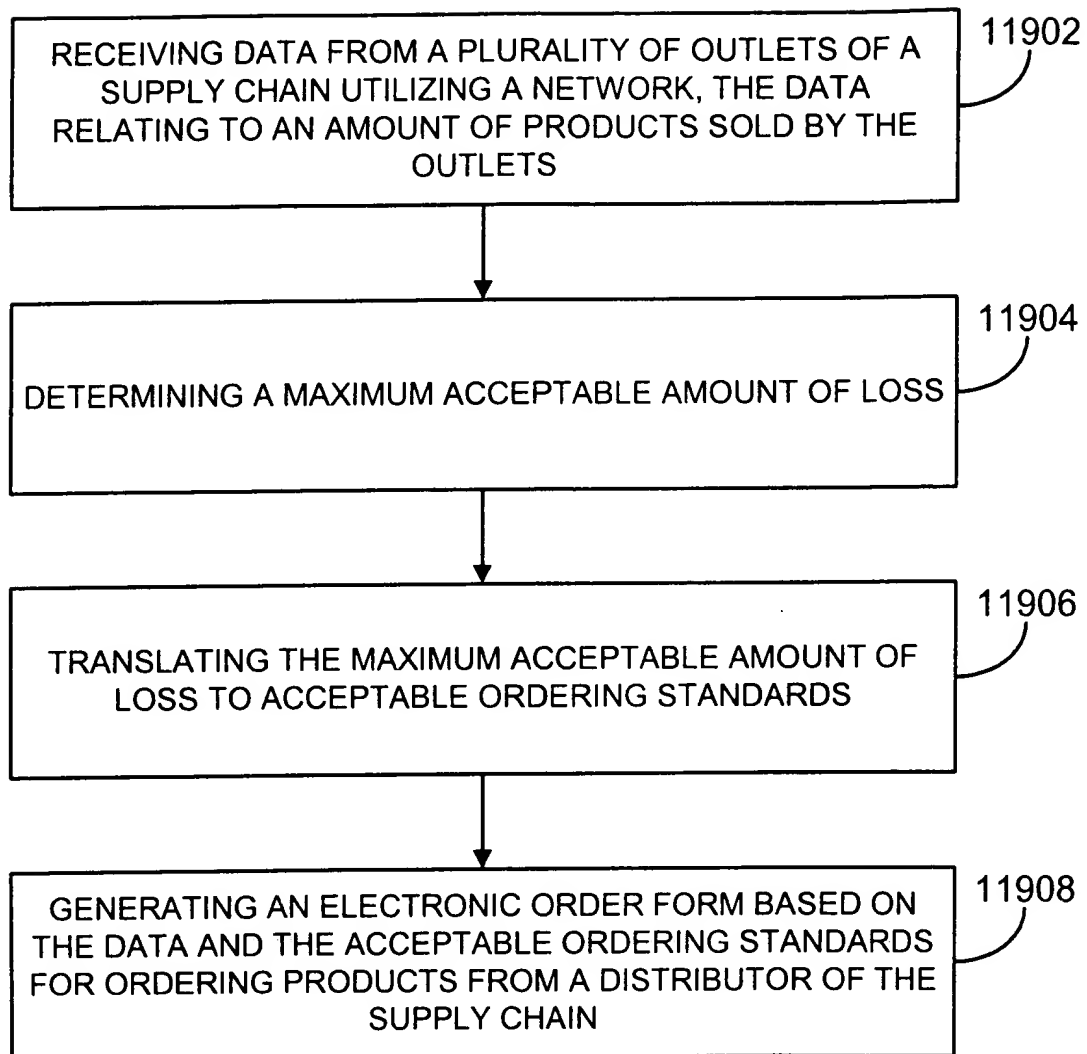 RECEIVING DATA FROM A PLURALITY OF OUTLETS OF A
SUPPLY CHAIN UTILIZING A NETWORK, THE DATA
RELATING TO AN AMOUNT OF PRODUCTS SOLD BY THE
OUTLETS
11902
DETERMINING A MAXIMUM ACCEPTABLE AMOUNT OF LOSS
11904
TRANSLATING THE MAXIMUM ACCEPTABLE AMOUNT OF
LOSS TO ACCEPTABLE ORDERING STANDARDS
11906
GENERATING AN ELECTRONIC ORDER FORM BASED ON
THE DATA AND THE ACCEPTABLE ORDERING STANDARDS
FOR ORDERING PRODUCTS FROM A DISTRIBUTOR OF THE
SUPPLY CHAIN
11908